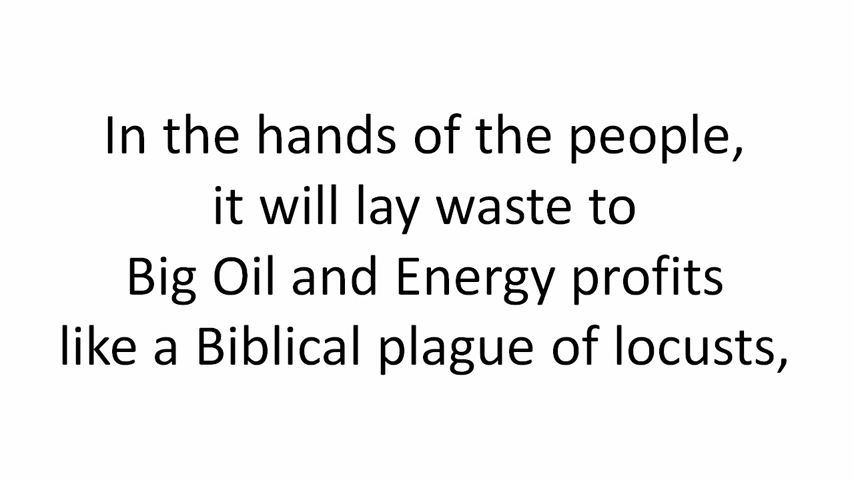 In the hands of the people,
it will lay waste to
Big Oil and Energy profits
like a Biblical plague of locusts,